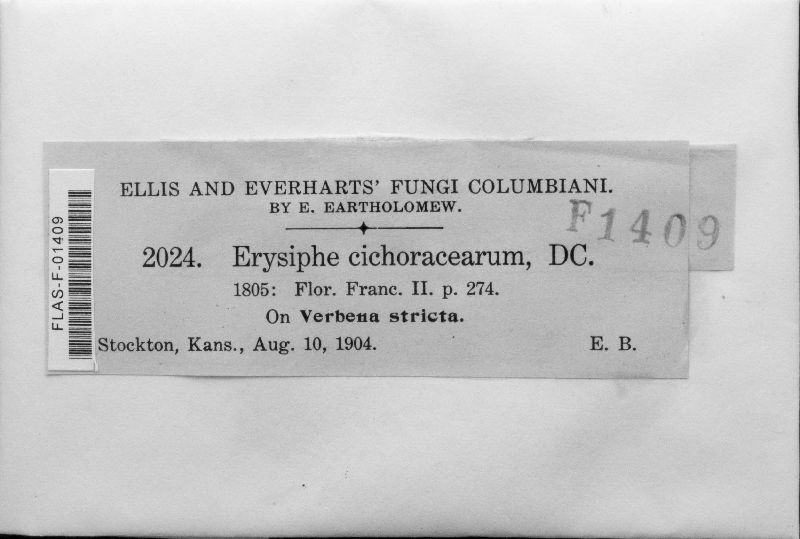 ELLIS AND EVERHARTS' FUNGI COLUMBIANI.
BY E. EARTHOLOMEW.
F1409
2024. Erysiphe cichoracearum, DC.
1805: Flor. Franc. II. p. 274.
On Verbena stricta.
Stockton, Kans., Aug. 10, 1904. E. B.
FLAS-F-01409